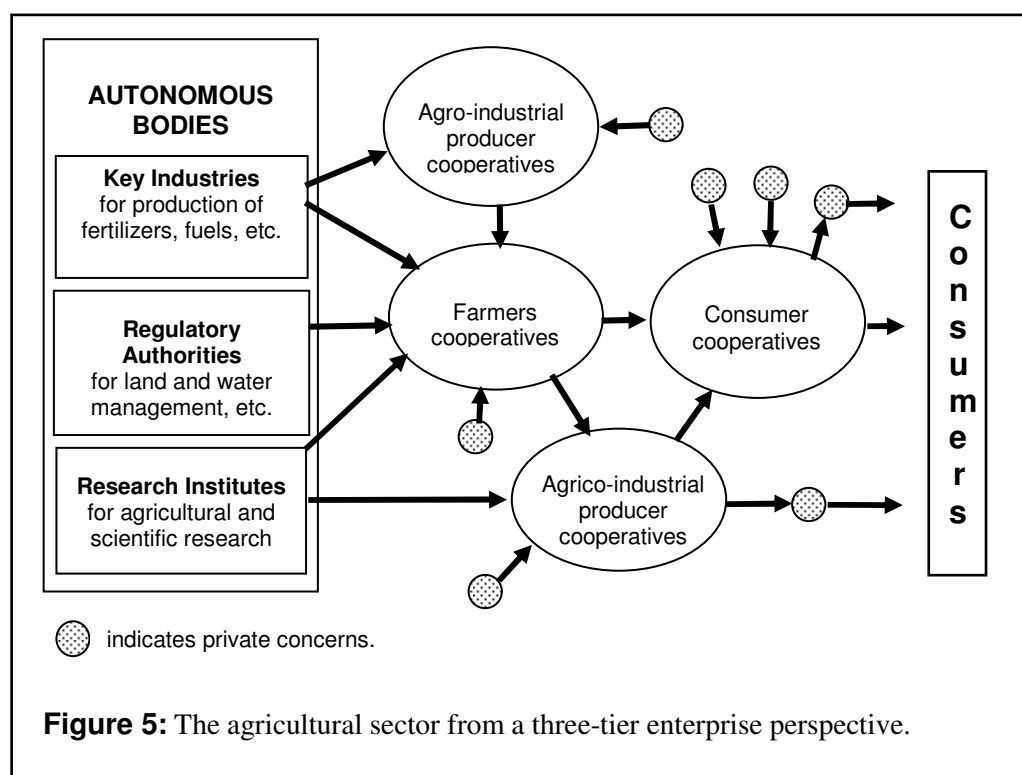 AUTONOMOUS
BODIES
Key Industries
for production of
fertilizers, fuels, etc.
Regulatory
Authorities
for land and water
management, etc.
Research Institutes
for agricultural and
scientific research
Agro-industrial
producer
cooperatives
Farmers
cooperatives
Agrico-industrial
producer
cooperatives
Consumer
cooperatives
Consumers
indicates private concerns.
Figure 5: The agricultural sector from a three-tier enterprise perspective.